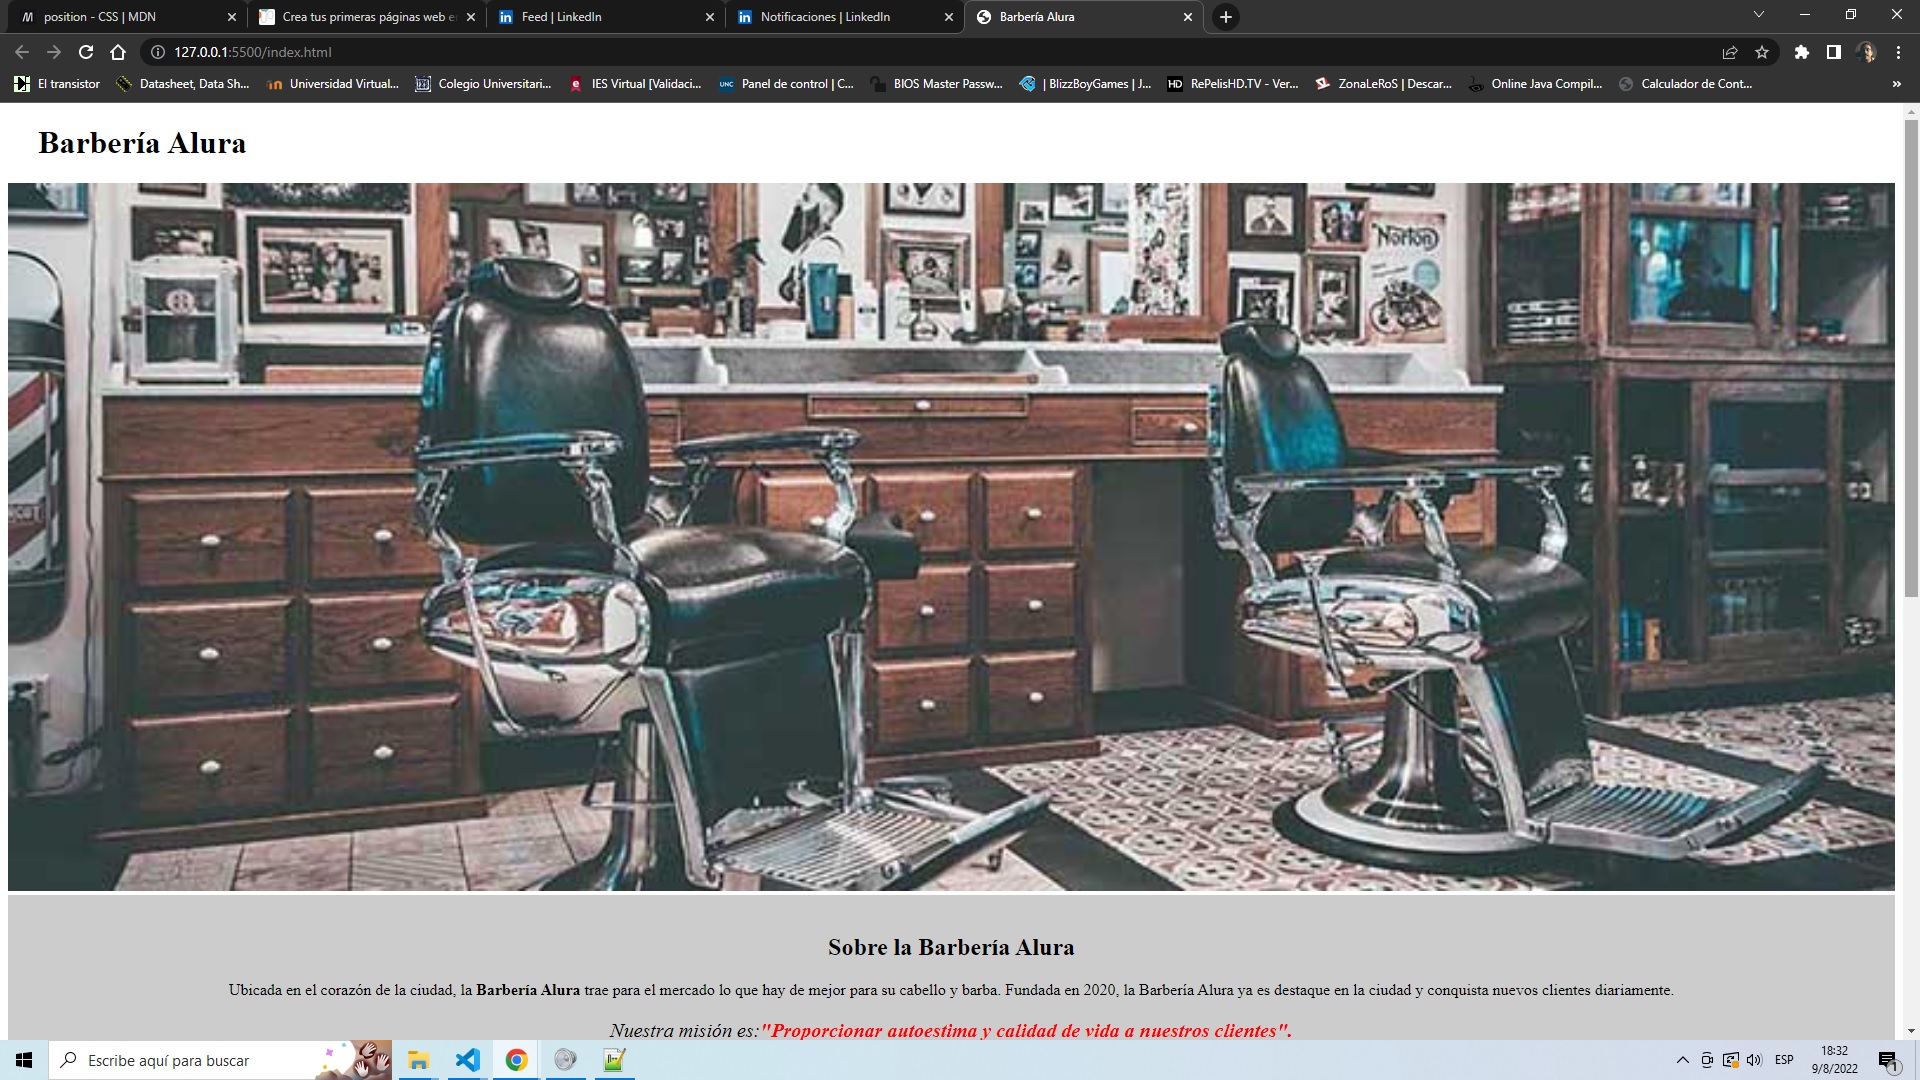 position - CSS | MDN
Crea tus primeras páginas web e
Feed | LinkedIn
Notificaciones | LinkedIn
Barbería Alura
127.0.0.1:5500/index.html
El transistor
Datasheet, Data Sh...
Universidad Virtual...
Colegio Universitari...
IES Virtual [Validaci...
UNC
Panel de control | C...
BIOS Master Passw...
| BlizzBoyGames | J...
HD
RePelisHD.TV - Ver...
ZonaLeRoS | Descar...
Online Java Compil...
Calculador de Cont...
»
Barbería Alura
Norton
Sobre la Barbería Alura
Ubicada en el corazón de la ciudad, la Barbería Alura trae para el mercado lo que hay de mejor para su cabello y barba. Fundada en 2020, la Barbería Alura ya es destaque en la ciudad y conquista nuevos clientes diariamente.
Nuestra misión es:"Proporcionar autoestima y calidad de vida a nuestros clientes".
Escribe aquí para buscar
ESP
18:32
9/8/2022
1